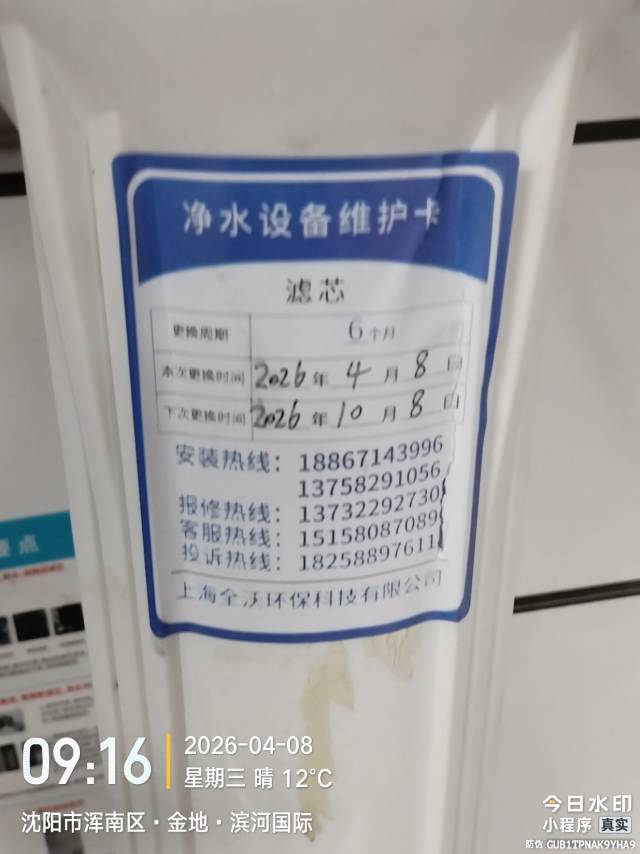 净水设备维护卡
滤芯
更换周期 6个月
本次更换时间 2026年 4月 8日
下次更换时间 2026年 10月 8日
安装热线：18867143996
13758291056
报修热线：13732292730
客服热线：15158087089
投诉热线：18258897611
上海全沃环保科技有限公司
点
09:16
2026-04-08
星期三 晴 12℃
沈阳市浑南区·金地·滨河国际
今日水印
小程序 真实
防伪 GUB1TPNAK9YHA9